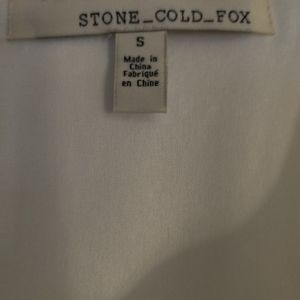 STONE_COLD_FOX
S
Made in
China
Fabriqué
en Chine